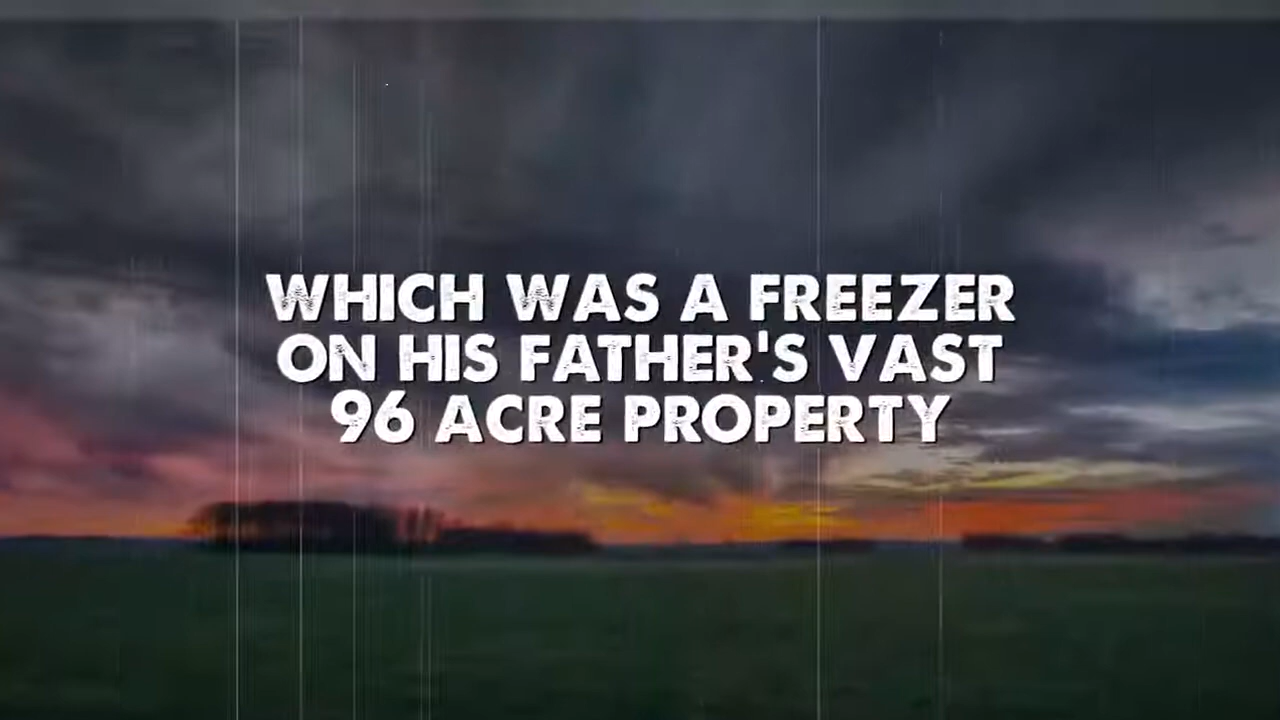 WHICH WAS A FREEZER
ON HIS FATHER'S VAST
96 ACRE PROPERTY